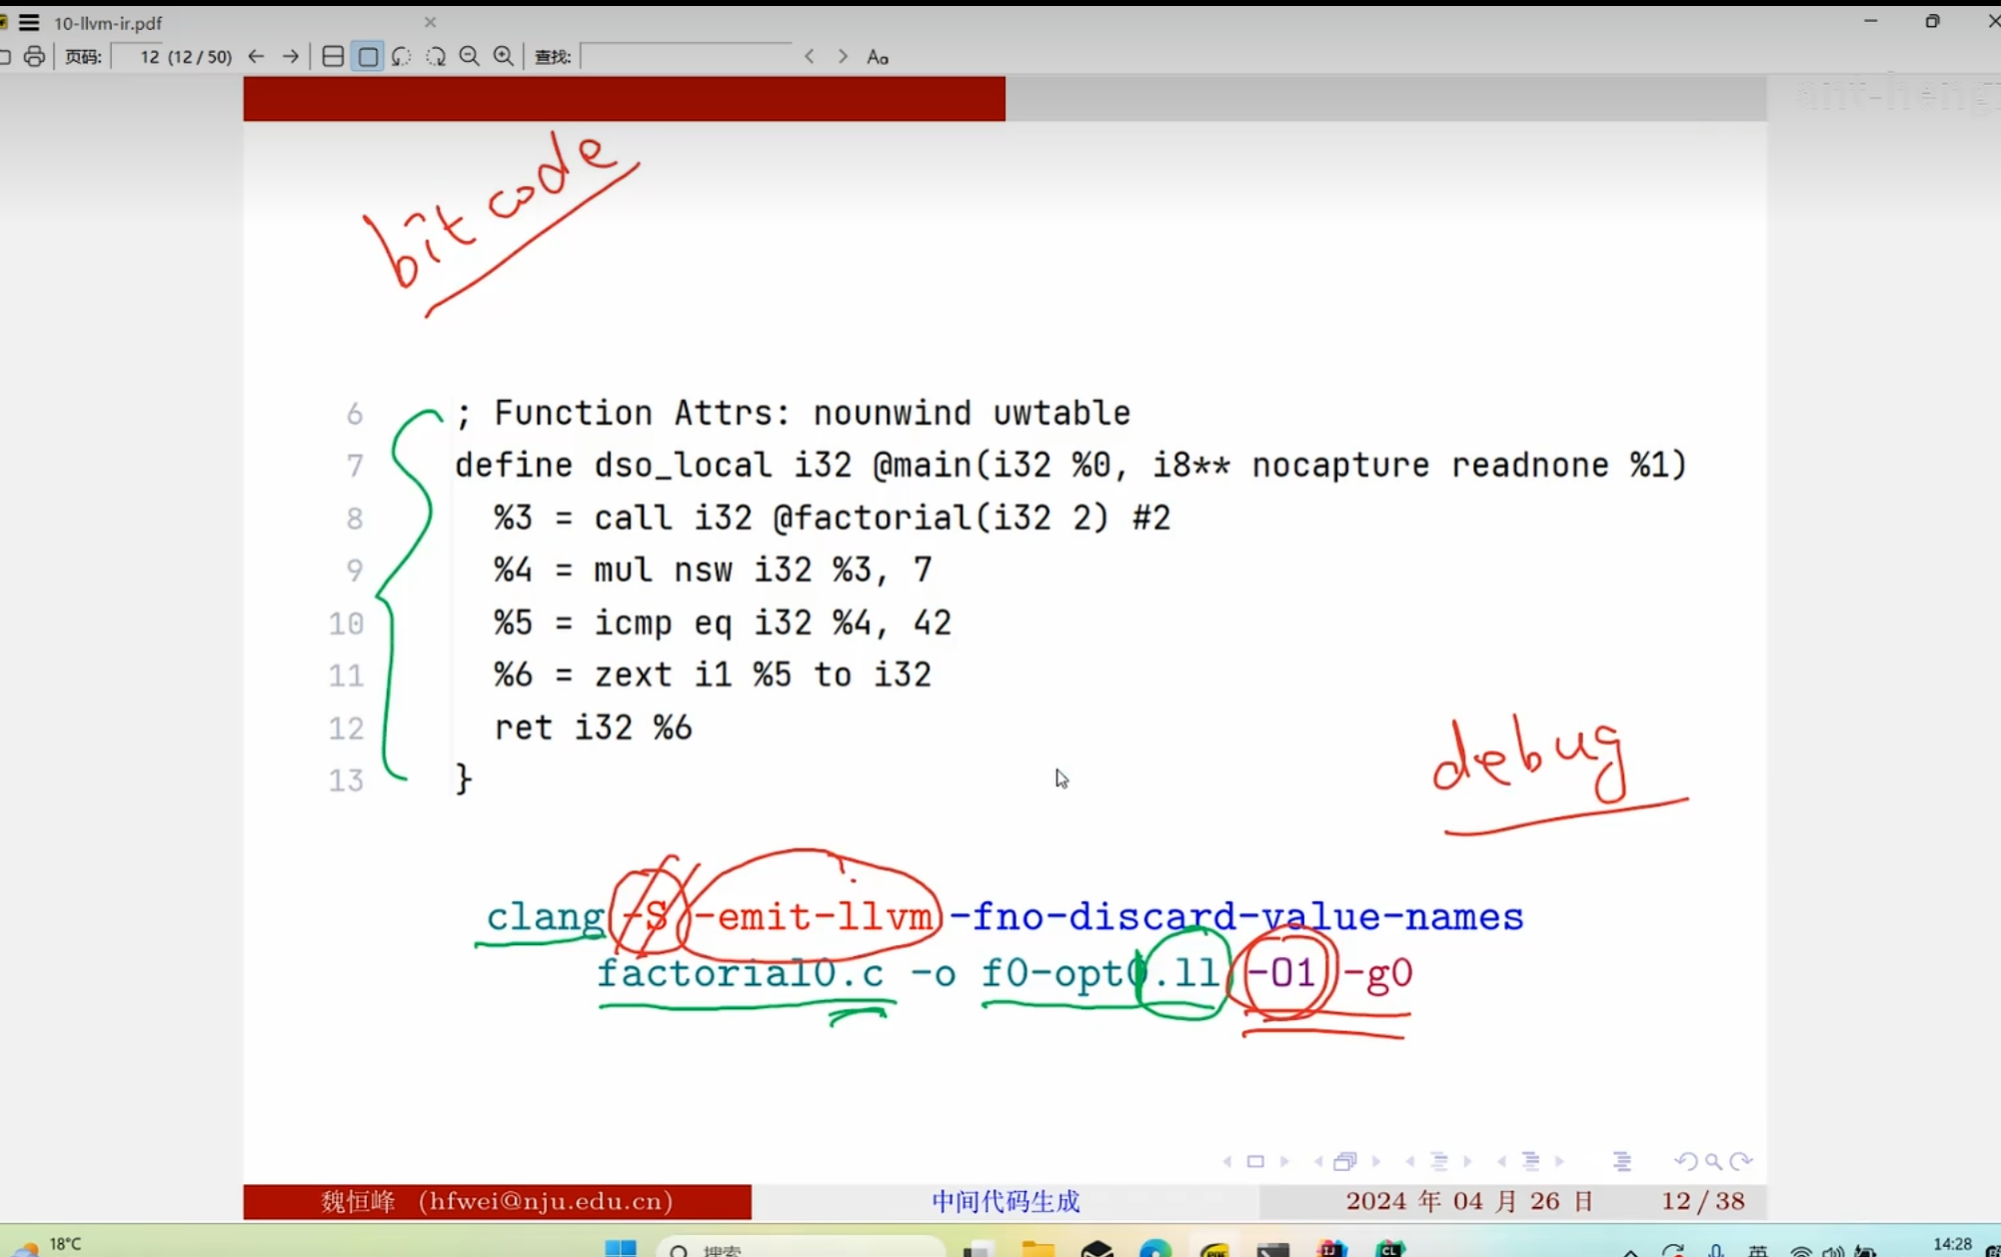 10-llvm-ir.pdf
页码: 12 (12 / 50) 查找: Aa
bit code
6 ; Function Attrs: nounwind uwtable
7 define dso_local i32 @main(i32 %0, i8** nocapture readnone %1)
8 %3 = call i32 @factorial(i32 2) #2
9 %4 = mul nsw i32 %3, 7
10 %5 = icmp eq i32 %4, 42
11 %6 = zext i1 %5 to i32
12 ret i32 %6
13 }
debug
clang -S -emit-llvm -fno-discard-value-names
factorial0.c -o f0-opt0.ll -O1 -g0
魏恒峰 (hfwei@nju.edu.cn) 中间代码生成 2024 年 04 月 26 日 12 / 38
18°C 搜索 英 14:28